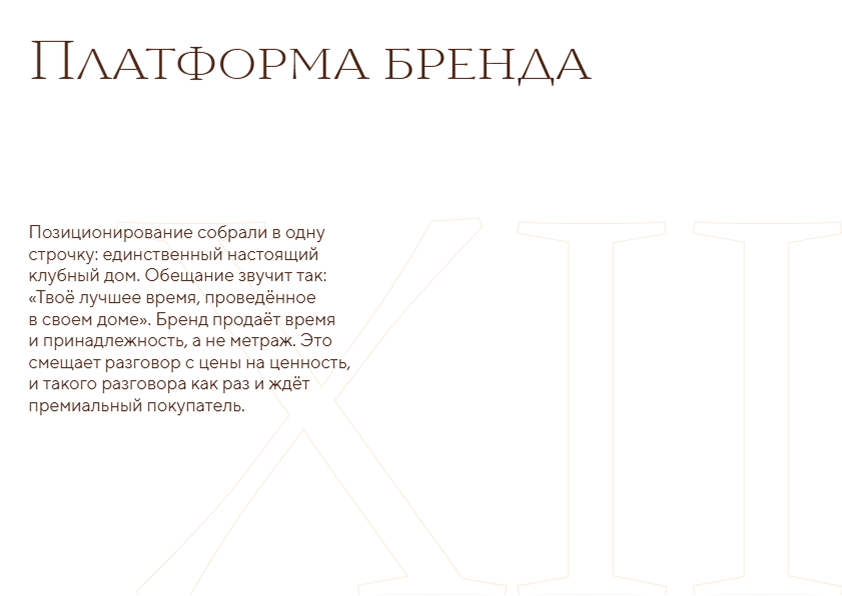 Платформа бренда
Позиционирование собрали в одну
строчку: единственный настоящий
клубный дом. Обещание звучит так:
«Твоё лучшее время, проведённое
в своем доме». Бренд продаёт время
и принадлежность, а не метраж. Это
смещает разговор с цены на ценность,
и такого разговора как раз и ждёт
премиальный покупатель.
XII